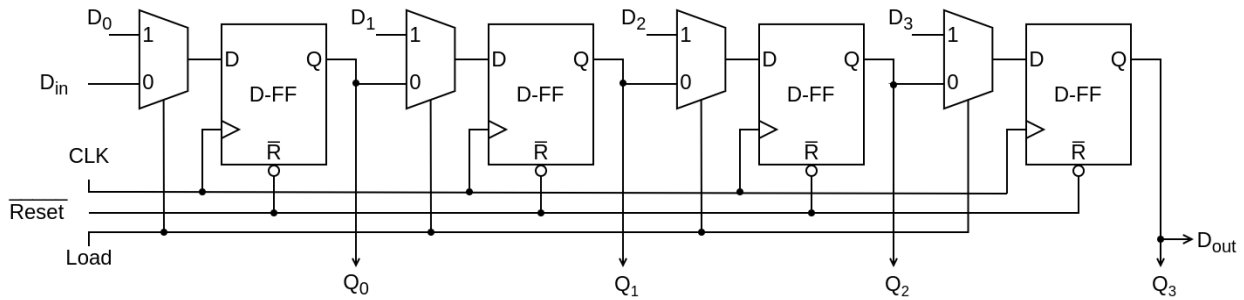 D0 1 D1 1 D2 1 D3 1
D Q D Q D Q D Q
Din 0 0 0 0
D-FF D-FF D-FF D-FF
CLK R̅ R̅ R̅ R̅
R̅e̅s̅e̅t̅
Dout
Load
Q0 Q1 Q2 Q3